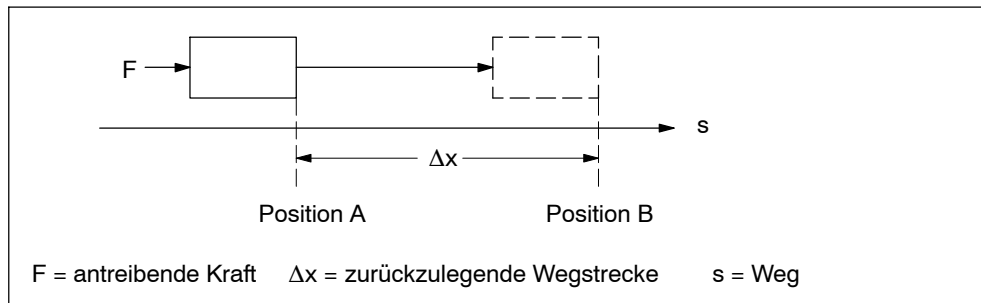 F
s
Δx
Position A Position B
F = antreibende Kraft Δx = zurückzulegende Wegstrecke s = Weg